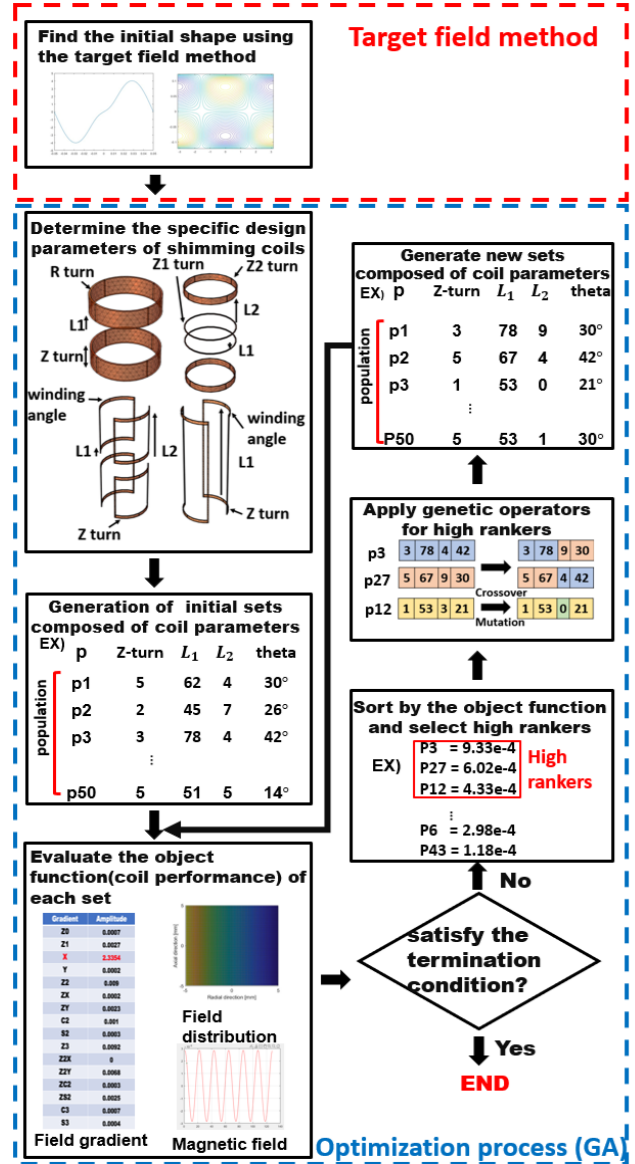 Target field method
Find the initial shape using
the target field method
Determine the specific design
parameters of shimming coils
R turn
Z1 turn
Z2 turn
L1
L2
Z turn
L1
winding
angle
winding
angle
L1
L2
L1
Z turn
Z turn
Generation of initial sets
composed of coil parameters
EX)
p Z-turn L₁ L₂ theta
population
p1 5 62 4 30°
p2 2 45 7 26°
p3 3 78 4 42°
⋮
p50 5 51 5 14°
Evaluate the object
function(coil performance) of
each set
Gradient Amplitude
Z0 0.0007
Z1 0.0027
X 2.3354
Y 0.0002
Z2 0.009
ZX 0.0002
ZY 0.0023
C2 0.001
S2 0.0003
Z3 0.0092
Z2X 0
Z2Y 0.0068
ZC2 0.0003
ZS2 0.0025
C3 0.0007
S3 0.0004
Field gradient
Axial direction [mm]
Radial direction [mm]
Field
distribution
Magnetic field
satisfy the
termination
condition?
Yes
END
No
Sort by the object function
and select high rankers
EX)
P3 = 9.33e-4
P27 = 6.02e-4
P12 = 4.33e-4
High
rankers
⋮
P6 = 2.98e-4
P43 = 1.18e-4
Apply genetic operators
for high rankers
p3 3 78 4 42 3 78 9 30
p27 5 67 9 30 5 67 4 42
Crossover
p12 1 53 3 21 1 53 0 21
Mutation
Generate new sets
composed of coil parameters
EX) p Z-turn L₁ L₂ theta
population
p1 3 78 9 30°
p2 5 67 4 42°
p3 1 53 0 21°
⋮
P50 5 53 1 30°
Optimization process (GA)